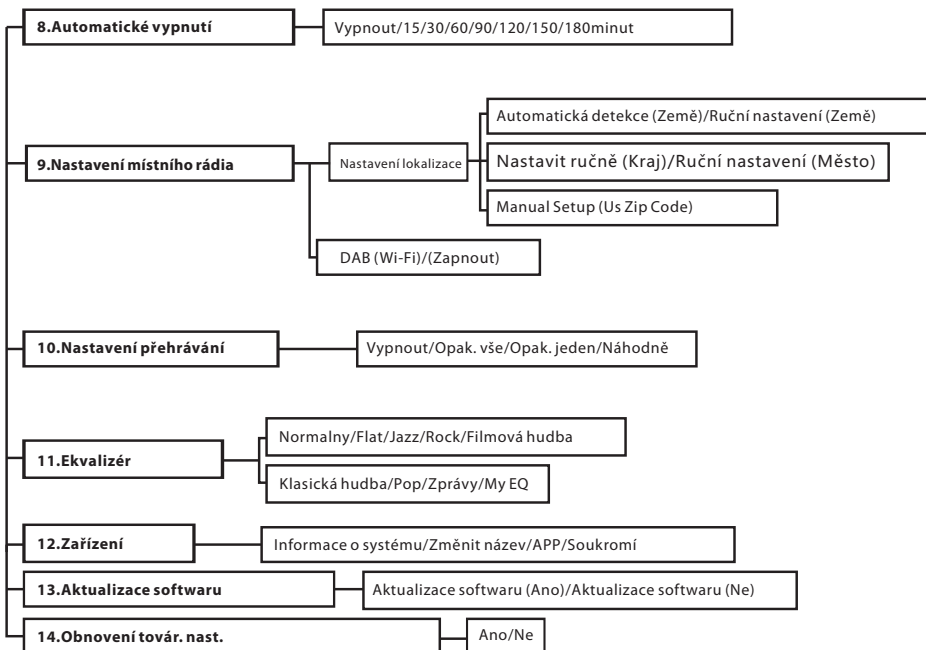 8.Automatické vypnutí
Vypnout/15/30/60/90/120/150/180minut
Automatická detekce (Země)/Ruční nastavení (Země)
9.Nastavení místního rádia
Nastavení lokalizace
Nastavit ručně (Kraj)/Ruční nastavení (Město)
Manual Setup (Us Zip Code)
DAB (Wi-Fi)/(Zapnout)
10.Nastavení přehrávání
Vypnout/Opak. vše/Opak. jeden/Náhodně
11.Ekvalizér
Normalny/Flat/Jazz/Rock/Filmová hudba
Klasická hudba/Pop/Zprávy/My EQ
12.Zařízení
Informace o systému/Změnit název/APP/Soukromí
13.Aktualizace softwaru
Aktualizace softwaru (Ano)/Aktualizace softwaru (Ne)
14.Obnovení továr. nast.
Ano/Ne